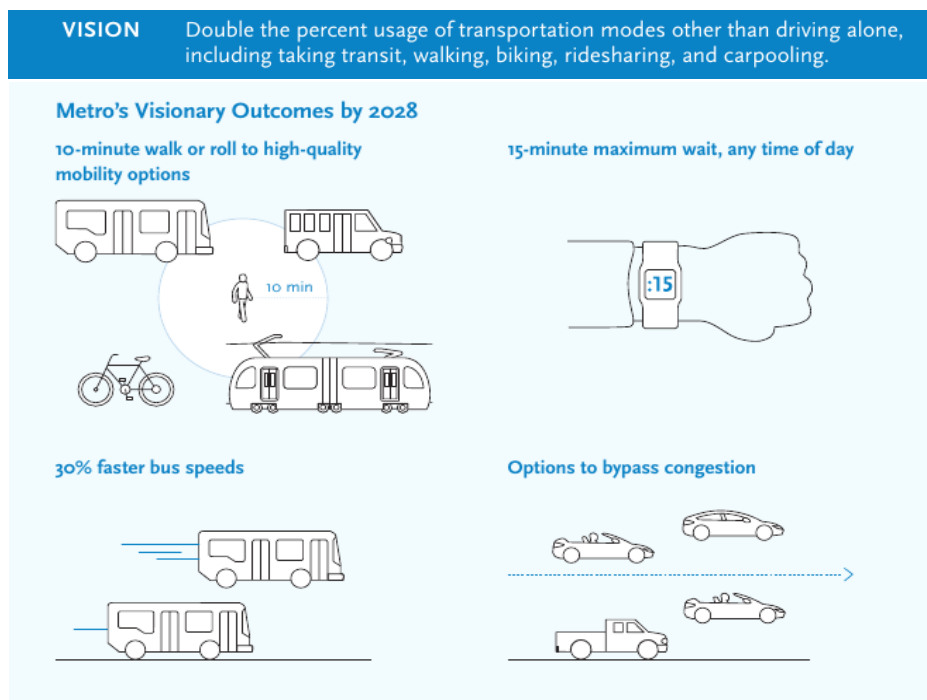 VISION
Double the percent usage of transportation modes other than driving alone,
including taking transit, walking, biking, ridesharing, and carpooling.
Metro's Visionary Outcomes by 2028
10-minute walk or roll to high-quality
mobility options
10 min
15-minute maximum wait, any time of day
:15
30% faster bus speeds
Options to bypass congestion